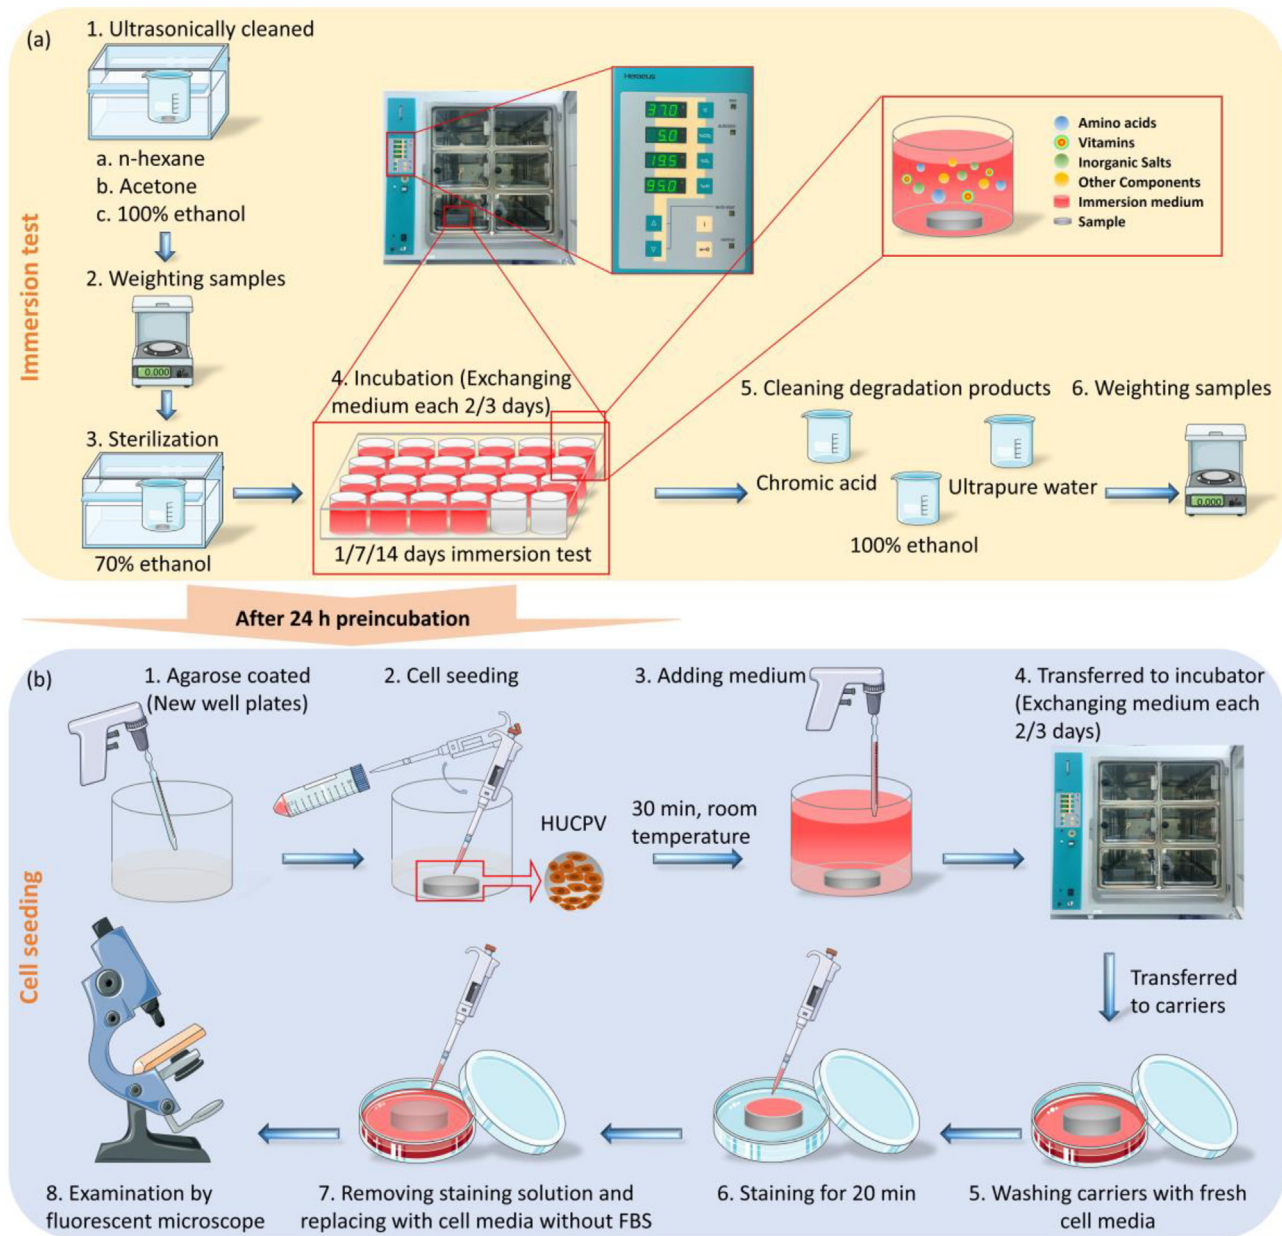 (a)
Immersion test
1. Ultrasonically cleaned
a. n-hexane
b. Acetone
c. 100% ethanol
2. Weighting samples
0.000
3. Sterilization
70% ethanol
Heraeus
37.0
5.0
19.5
95.0
Amino acids
Vitamins
Inorganic Salts
Other Components
Immersion medium
Sample
4. Incubation (Exchanging
medium each 2/3 days)
1/7/14 days immersion test
5. Cleaning degradation products
Chromic acid
Ultrapure water
100% ethanol
6. Weighting samples
0.000
After 24 h preincubation
(b)
Cell seeding
1. Agarose coated
(New well plates)
2. Cell seeding
HUCPV
3. Adding medium
30 min, room
temperature
4. Transferred to incubator
(Exchanging medium each
2/3 days)
Transferred
to carriers
5. Washing carriers with fresh
cell media
6. Staining for 20 min
7. Removing staining solution and
replacing with cell media without FBS
8. Examination by
fluorescent microscope